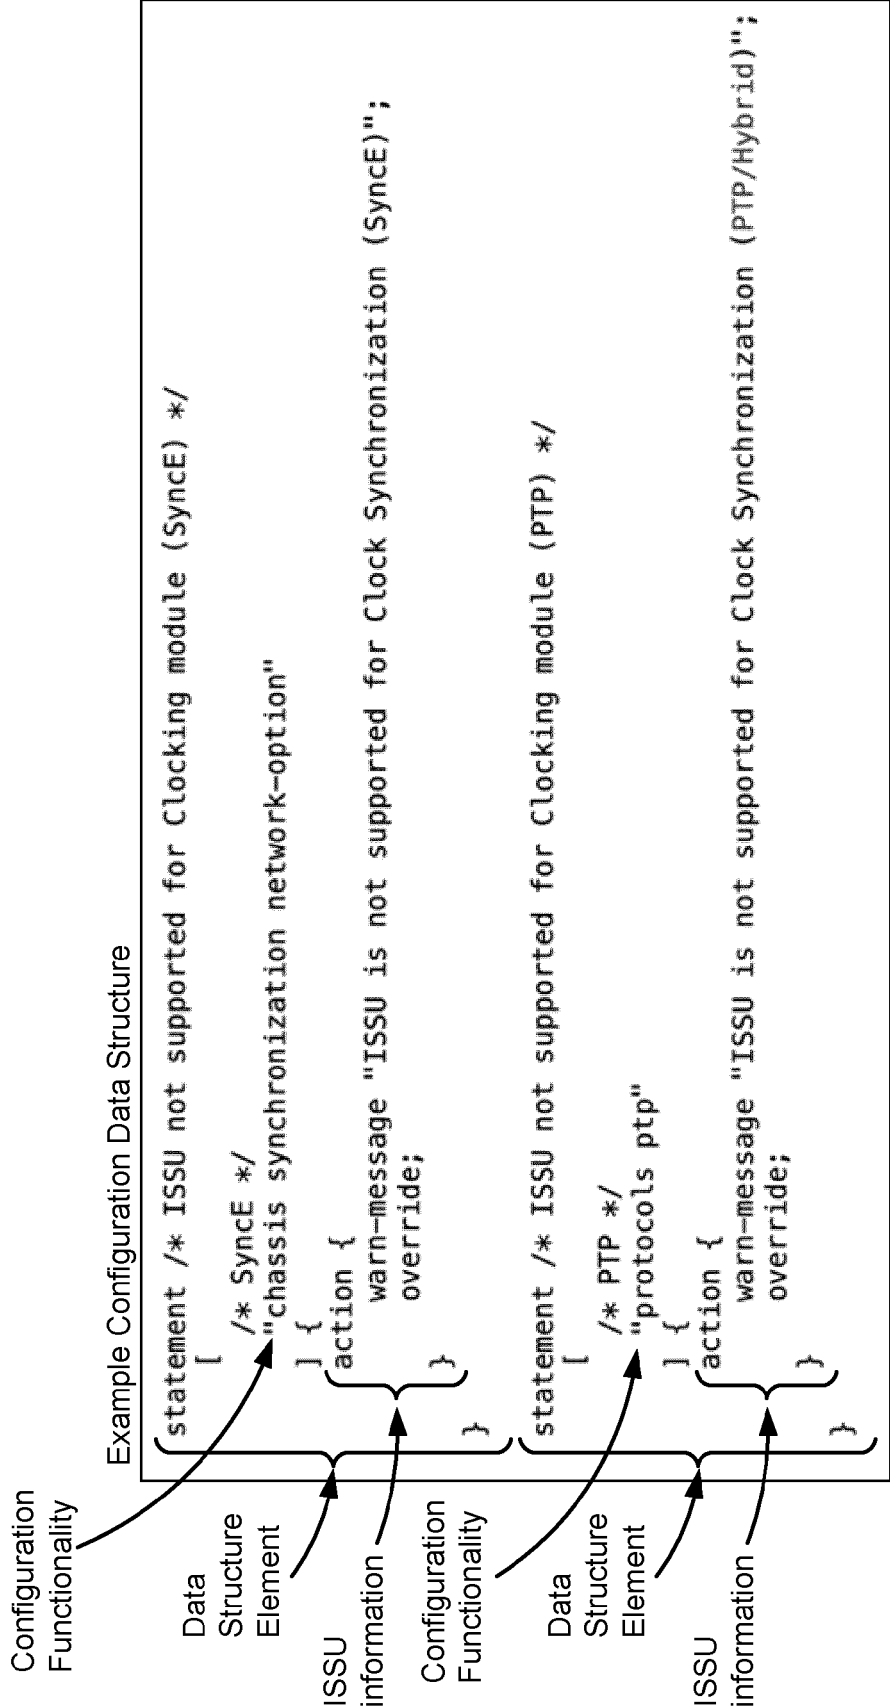 Example Configuration Data Structure
Configuration
Functionality
Data
Structure
Element
ISSU
information
statement /* ISSU not supported for Clocking module (SyncE) */
[
/* SyncE */
"chassis synchronization network-option"
] {
action {
warn-message "ISSU is not supported for Clock Synchronization (SyncE)";
override;
}
}
Configuration
Functionality
Data
Structure
Element
ISSU
information
statement /* ISSU not supported for Clocking module (PTP) */
[
/* PTP */
"protocols ptp"
] {
action {
warn-message "ISSU is not supported for Clock Synchronization (PTP/Hybrid)";
override;
}
}